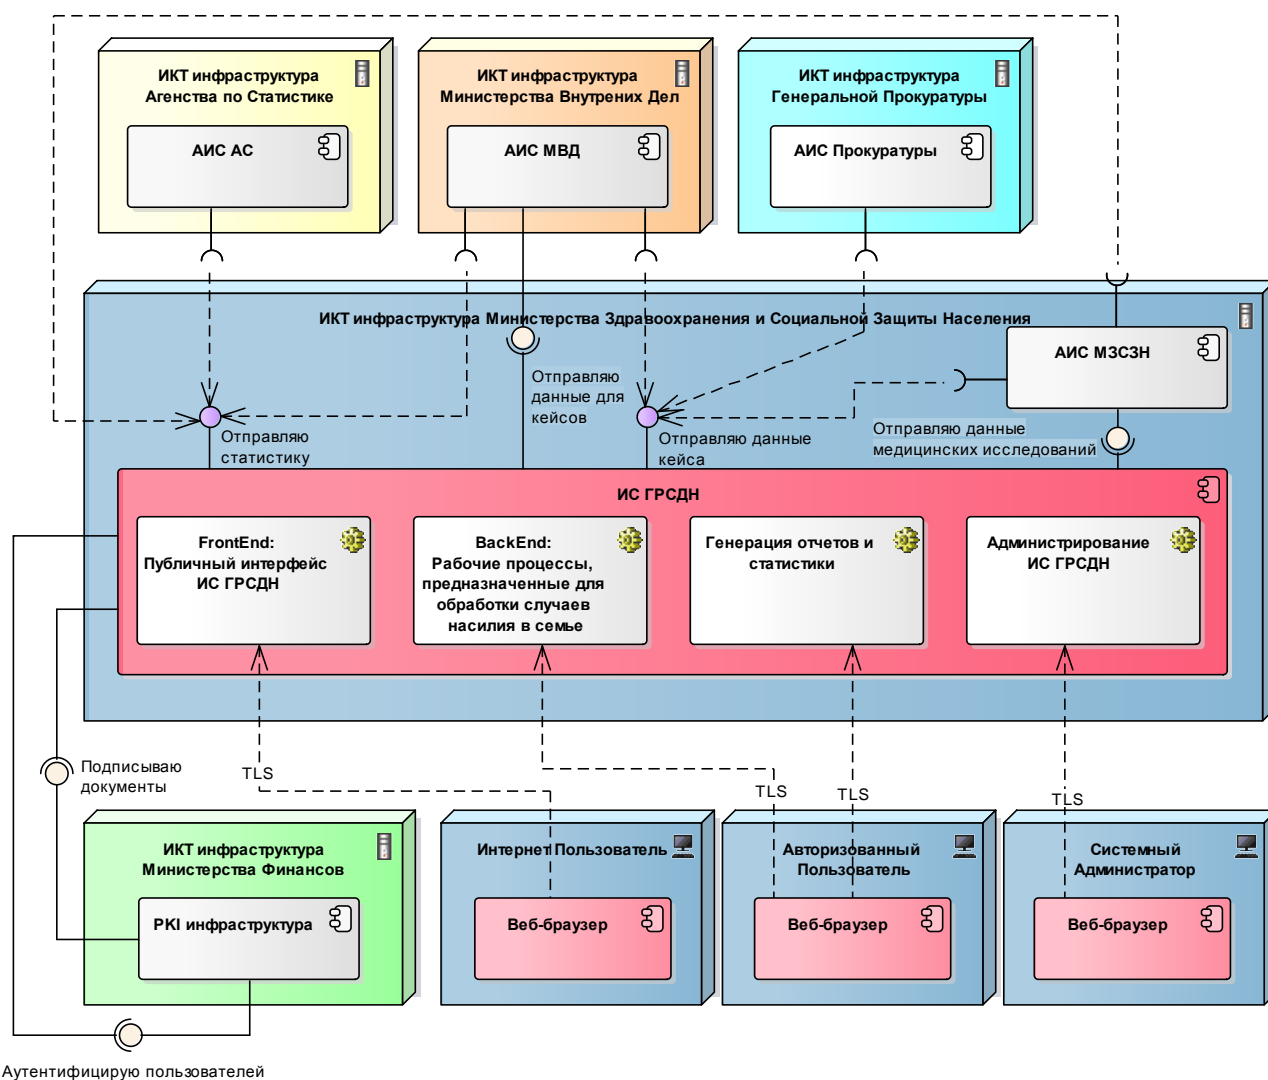 ИКТ инфраструктура
Агенства по Статистике
АИС АС
ИКТ инфраструктура
Министерства Внутрених Дел
АИС МВД
ИКТ инфраструктура
Генеральной Прокуратуры
АИС Прокуратуры
ИКТ инфраструктура Министерства Здравоохранения и Социальной Защиты Населения
АИС МЗСЗН
Отправляю
статистику
Отправляю
данные для
кейсов
Отправляю данные
кейса
Отправляю данные
медицинских исследований
ИС ГРСДН
FrontEnd:
Публичный интерфейс
ИС ГРСДН
BackEnd:
Рабочие процессы,
предназначенные для
обработки случаев
насилия в семье
Генерация отчетов и
статистики
Администрирование
ИС ГРСДН
Подписываю
документы
TLS
TLS
TLS
TLS
ИКТ инфраструктура
Министерства Финансов
PKI инфраструктура
Интернет Пользователь
Веб-браузер
Авторизованный
Пользователь
Веб-браузер
Системный
Администратор
Веб-браузер
Аутентифицирую пользователей